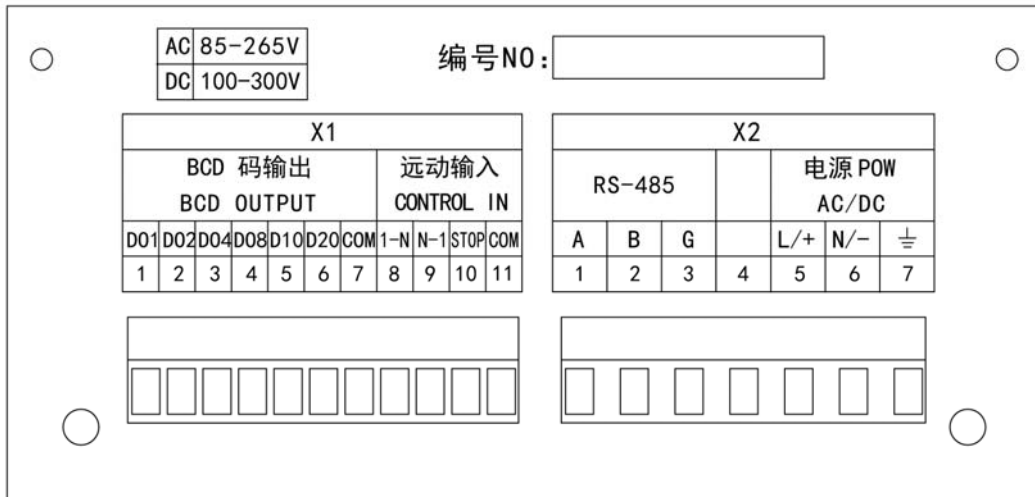 AC 85-265V
DC 100-300V
编号NO:
X1
BCD 码输出 远动输入
BCD OUTPUT CONTROL IN
D01 D02 D04 D08 D10 D20 COM 1-N N-1 STOP COM
1 2 3 4 5 6 7 8 9 10 11
X2
RS-485
电源 POW
AC/DC
A B G L/+ N/- ⏚
1 2 3 4 5 6 7